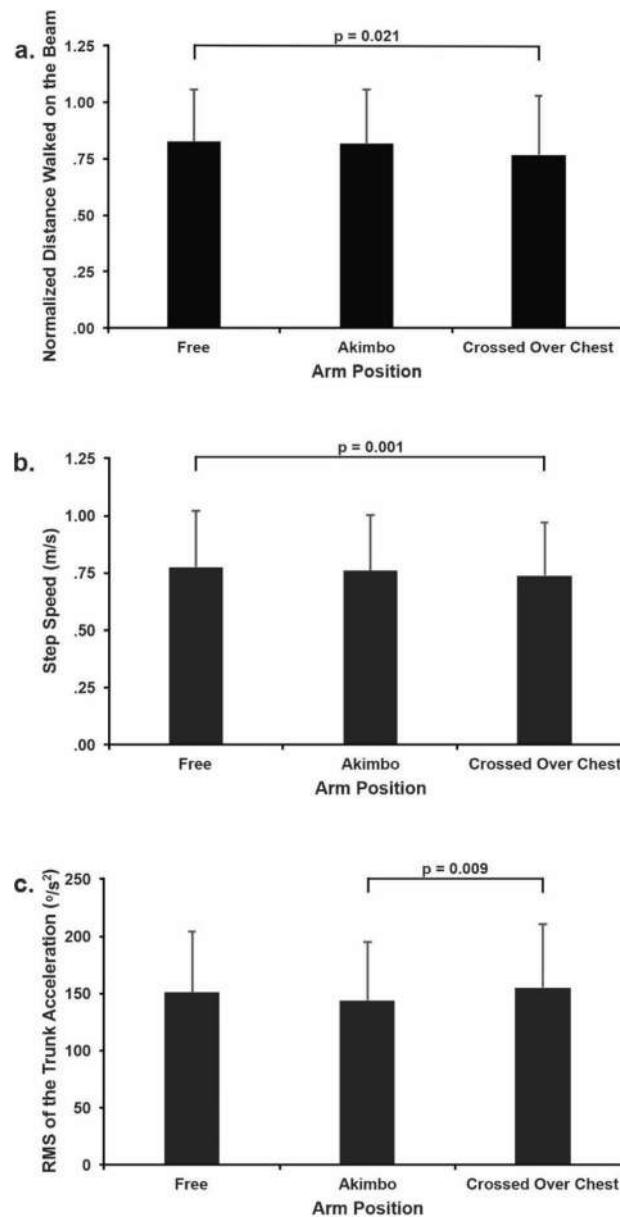 a.
Normalized Distance Walked on the Beam
p = 0.021
1.25
1.00
.75
.50
.25
.00
Free Akimbo Crossed Over Chest
Arm Position
b.
Step Speed (m/s)
p = 0.001
1.25
1.00
.75
.50
.25
.00
Free Akimbo Crossed Over Chest
Arm Position
c.
RMS of the Trunk Acceleration (º/s²)
p = 0.009
250
200
150
100
50
0
Free Akimbo Crossed Over Chest
Arm Position